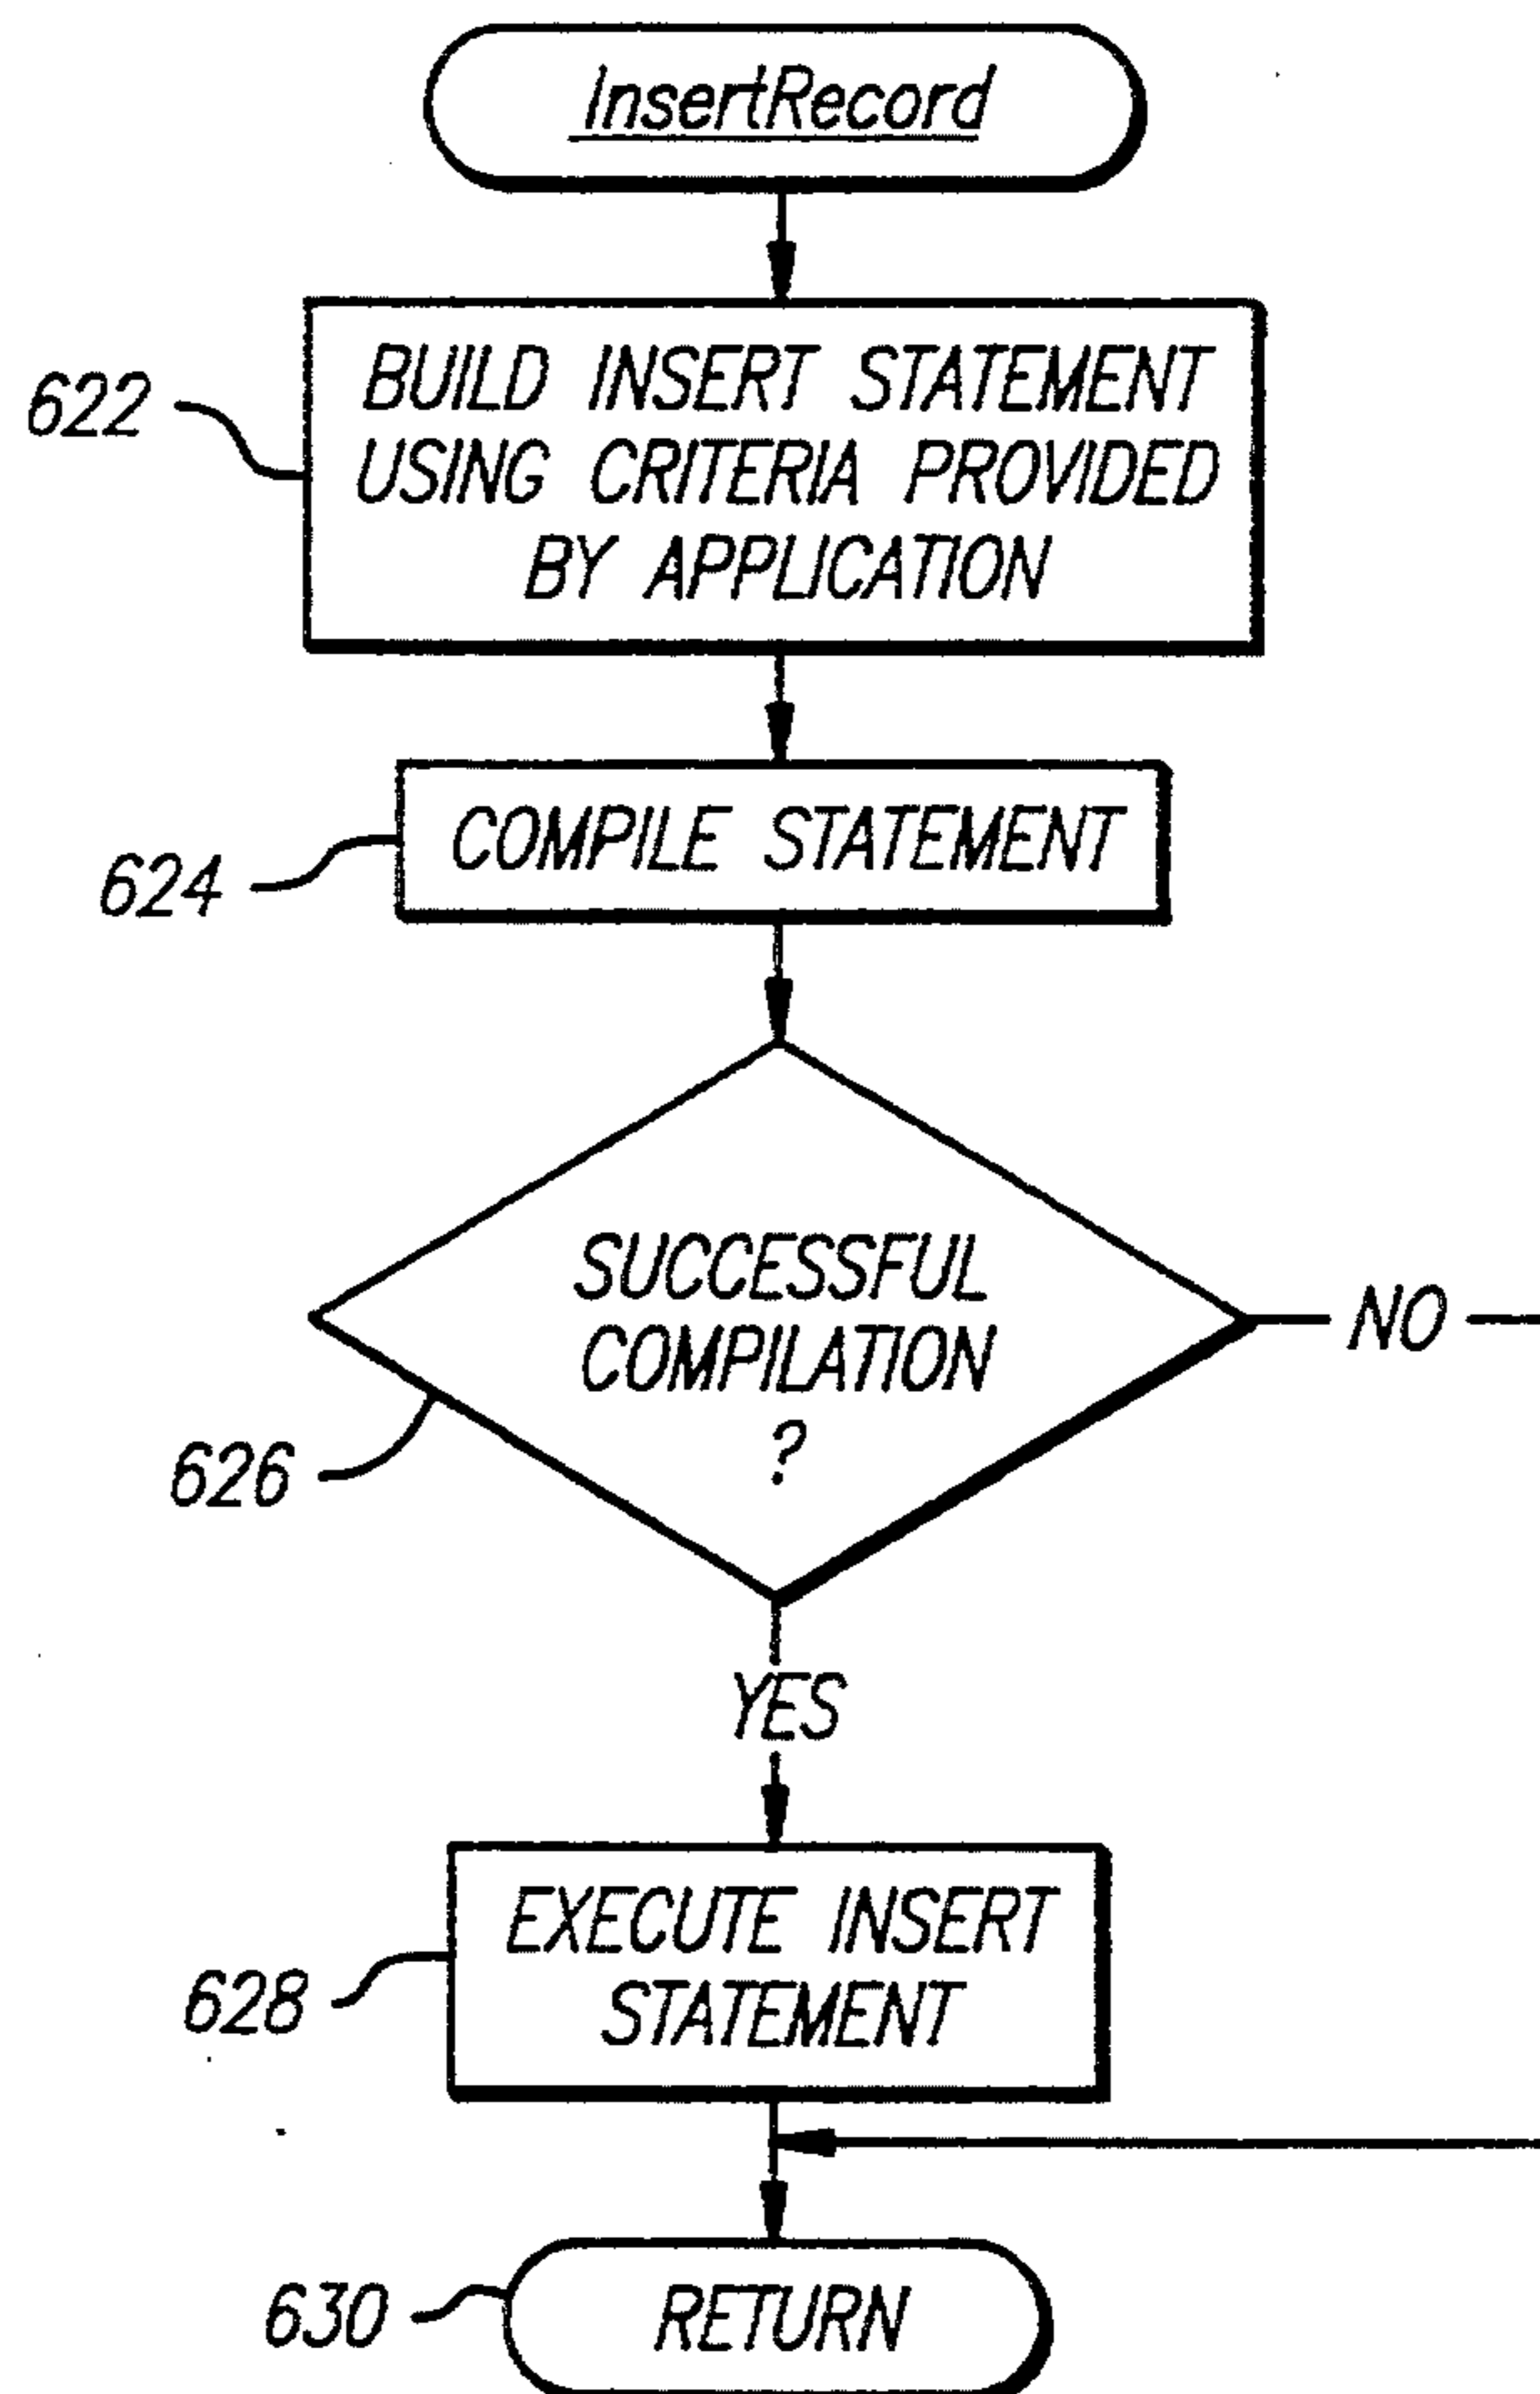 InsertRecord
622
BUILD INSERT STATEMENT
USING CRITERIA PROVIDED
BY APPLICATION
624
COMPILE STATEMENT
SUCCESSFUL
COMPILATION
?
NO
626
YES
628
EXECUTE INSERT
STATEMENT
630
RETURN